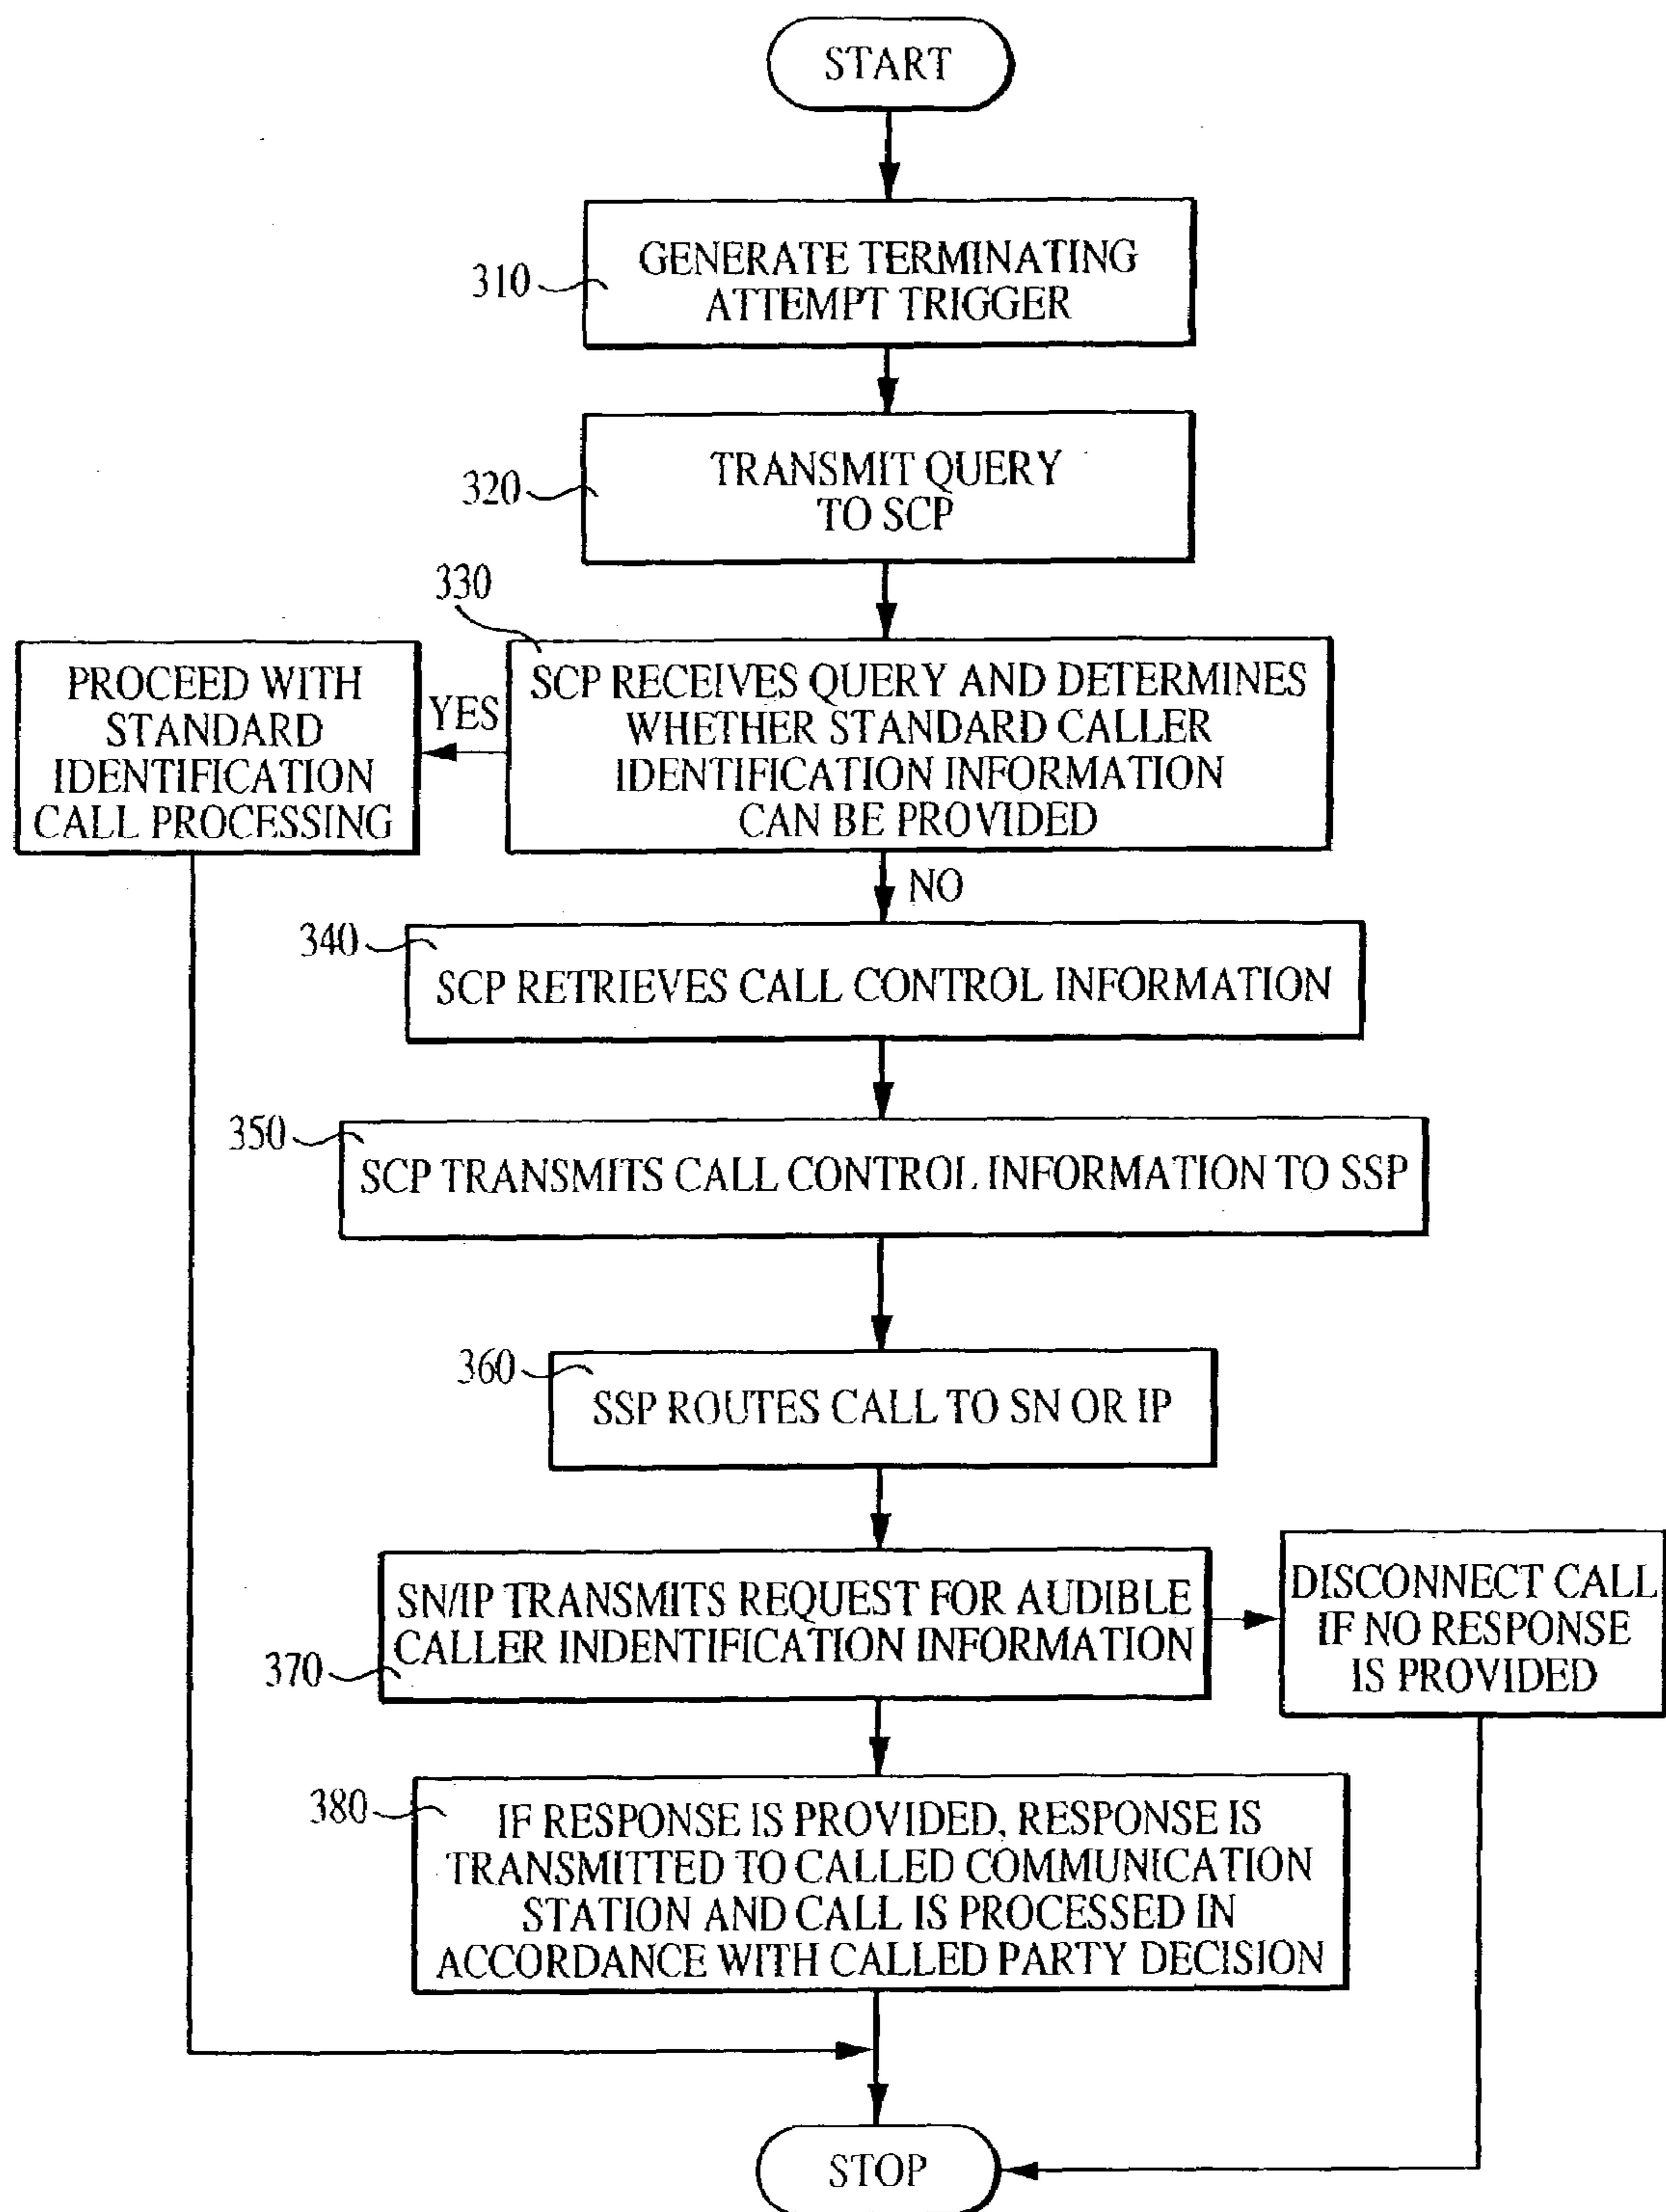 START
310
GENERATE TERMINATING
ATTEMPT TRIGGER
320
TRANSMIT QUERY
TO SCP
330
SCP RECEIVES QUERY AND DETERMINES
WHETHER STANDARD CALLER
IDENTIFICATION INFORMATION
CAN BE PROVIDED
YES
PROCEED WITH
STANDARD
IDENTIFICATION
CALL PROCESSING
NO
340
SCP RETRIEVES CALL CONTROL INFORMATION
350
SCP TRANSMITS CALL CONTROL INFORMATION TO SSP
360
SSP ROUTES CALL TO SN OR IP
370
SN/IP TRANSMITS REQUEST FOR AUDIBLE
CALLER INDENTIFICATION INFORMATION
DISCONNECT CALL
IF NO RESPONSE
IS PROVIDED
380
IF RESPONSE IS PROVIDED, RESPONSE IS
TRANSMITTED TO CALLED COMMUNICATION
STATION AND CALL IS PROCESSED IN
ACCORDANCE WITH CALLED PARTY DECISION
STOP